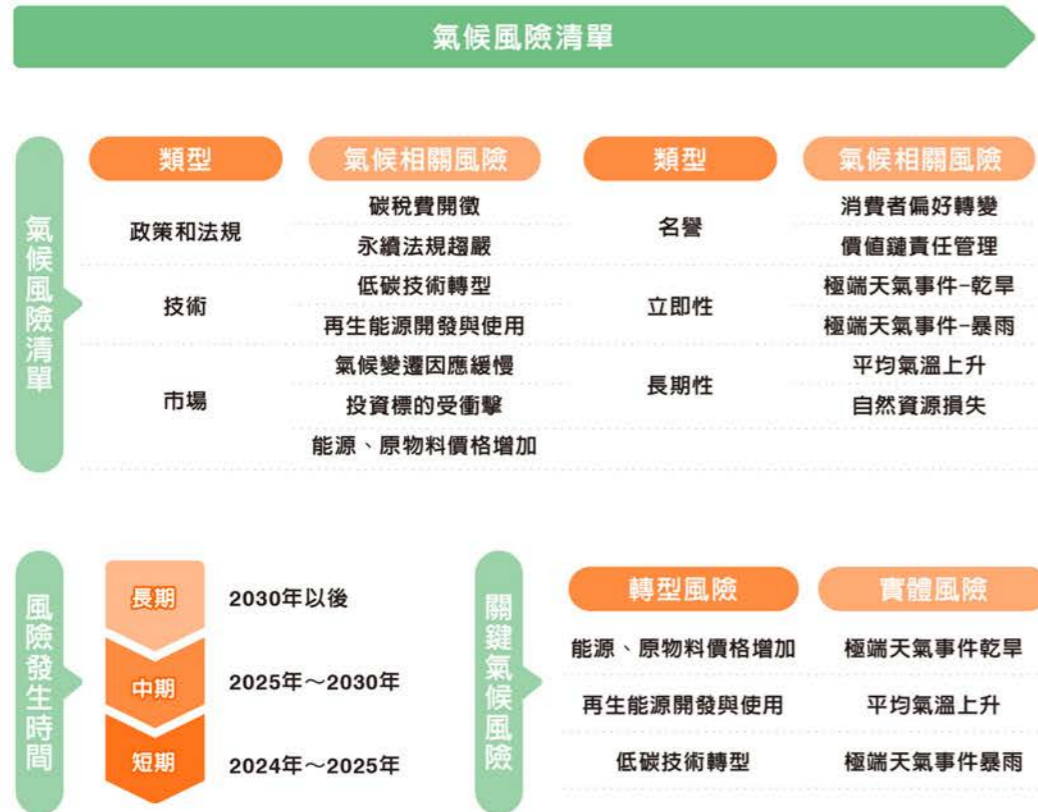 氣候風險清單
氣候風險清單
類型
氣候相關風險
類型
氣候相關風險
政策和法規
碳稅費開徵
永續法規趨嚴
名譽
消費者偏好轉變
價值鏈責任管理
技術
低碳技術轉型
再生能源開發與使用
立即性
極端天氣事件–乾旱
極端天氣事件–暴雨
市場
氣候變遷因應緩慢
投資標的受衝擊
能源、原物料價格增加
長期性
平均氣溫上升
自然資源損失
風險發生時間
長期
2030年以後
中期
2025年～2030年
短期
2024年～2025年
關鍵氣候風險
轉型風險
實體風險
能源、原物料價格增加
極端天氣事件乾旱
再生能源開發與使用
平均氣溫上升
低碳技術轉型
極端天氣事件暴雨